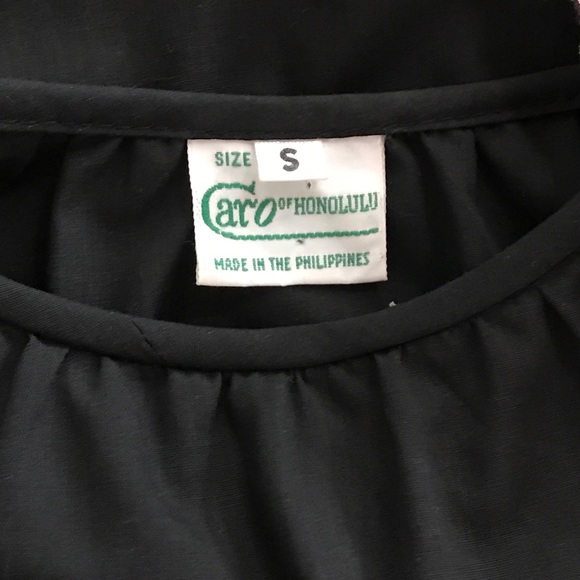 SIZE S
Caro OF HONOLULU
MADE IN THE PHILIPPINES